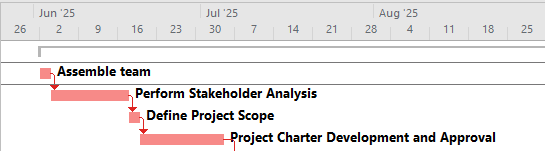 Jun '25 Jul '25 Aug '25
26 2 9 16 23 30 7 14 21 28 4 11 18 25
Assemble team
Perform Stakeholder Analysis
Define Project Scope
Project Charter Development and Approval